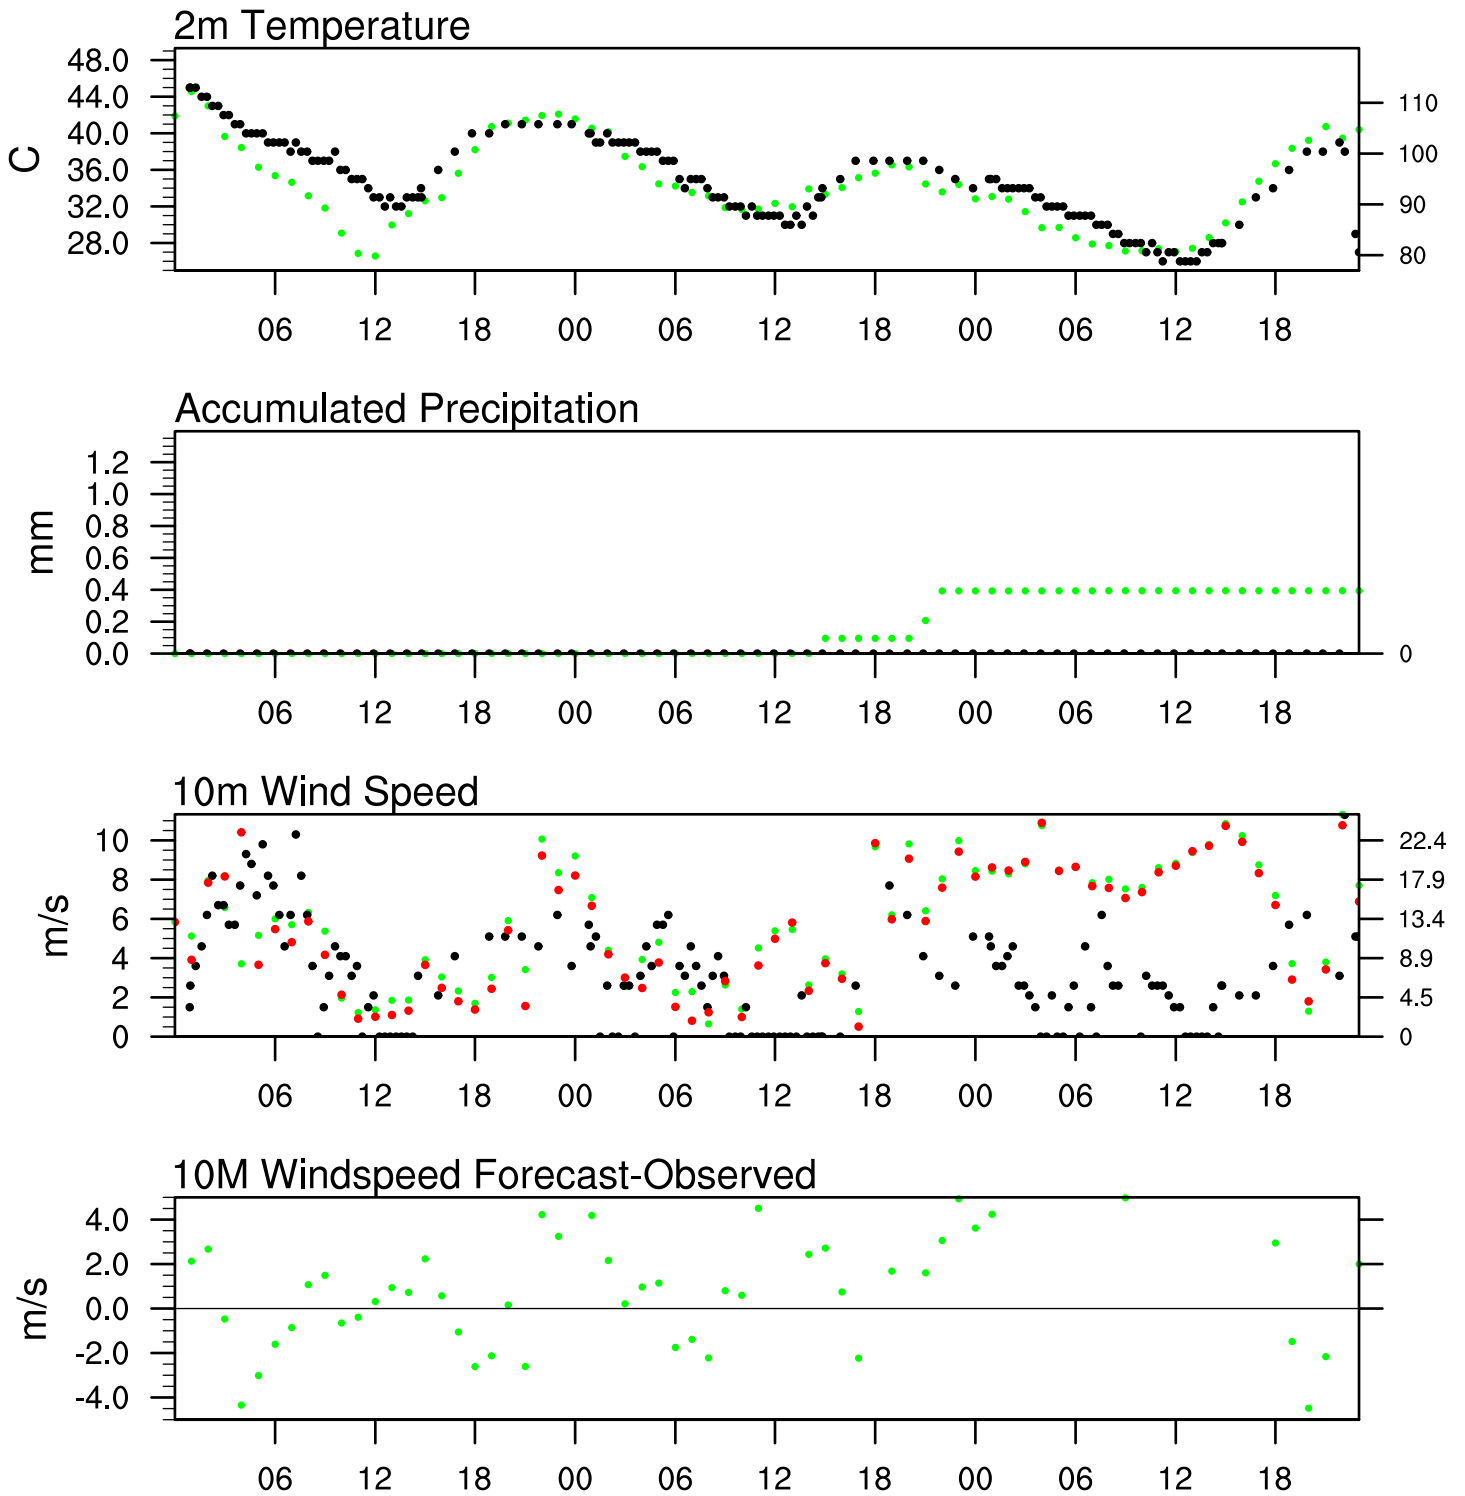 2m Temperature
48.0
44.0
40.0
36.0
32.0
28.0
C
110
100
90
80
06 12 18 00 06 12 18 00 06 12 18
Accumulated Precipitation
1.2
1.0
0.8
0.6
0.4
0.2
0.0
mm
0
06 12 18 00 06 12 18 00 06 12 18
10m Wind Speed
10
8
6
4
2
0
m/s
22.4
17.9
13.4
8.9
4.5
0
06 12 18 00 06 12 18 00 06 12 18
10M Windspeed Forecast-Observed
4.0
2.0
0.0
-2.0
-4.0
m/s
06 12 18 00 06 12 18 00 06 12 18